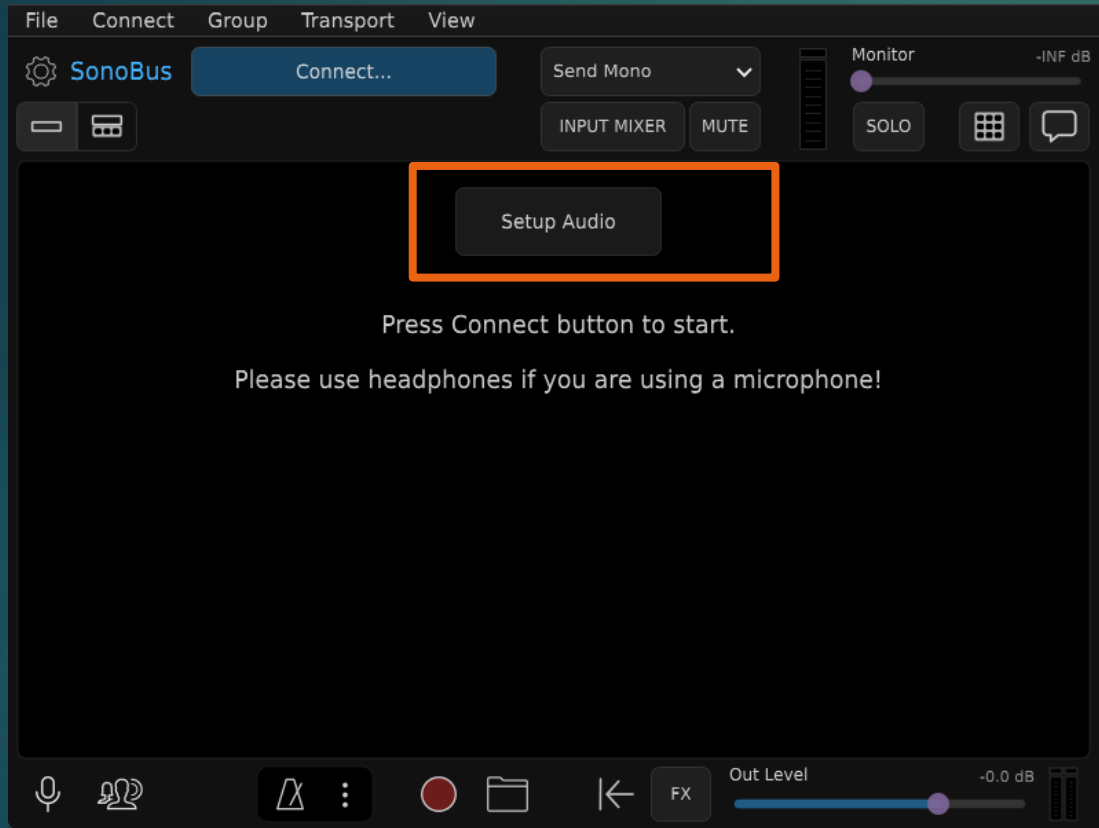 File Connect Group Transport View
SonoBus
Connect...
Send Mono
Monitor
-INF dB
INPUT MIXER
MUTE
SOLO
Setup Audio
Press Connect button to start.
Please use headphones if you are using a microphone!
FX
Out Level
-0.0 dB